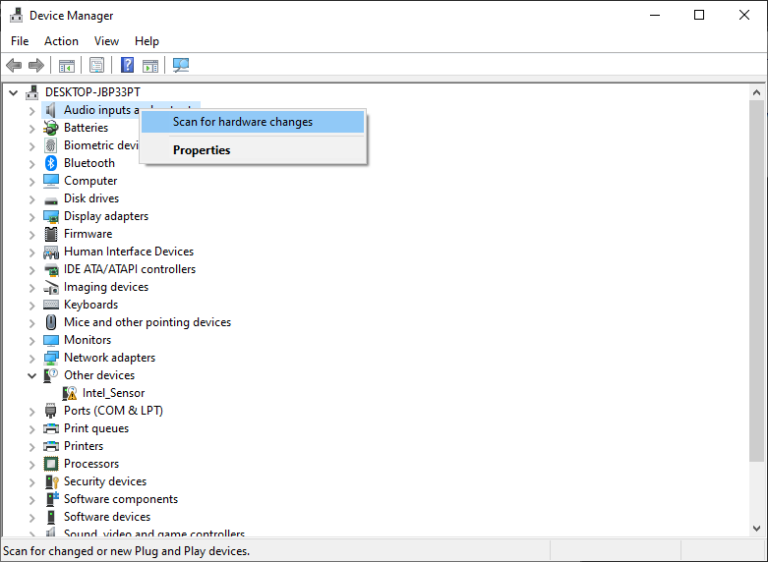 Device Manager
File Action View Help
DESKTOP-JBP33PT
Audio inputs a
Scan for hardware changes
Batteries
Biometric devi
Properties
Bluetooth
Computer
Disk drives
Display adapters
Firmware
Human Interface Devices
IDE ATA/ATAPI controllers
Imaging devices
Keyboards
Mice and other pointing devices
Monitors
Network adapters
Other devices
Intel_Sensor
Ports (COM & LPT)
Print queues
Printers
Processors
Security devices
Software components
Software devices
Sound, video and game controllers
Scan for changed or new Plug and Play devices.